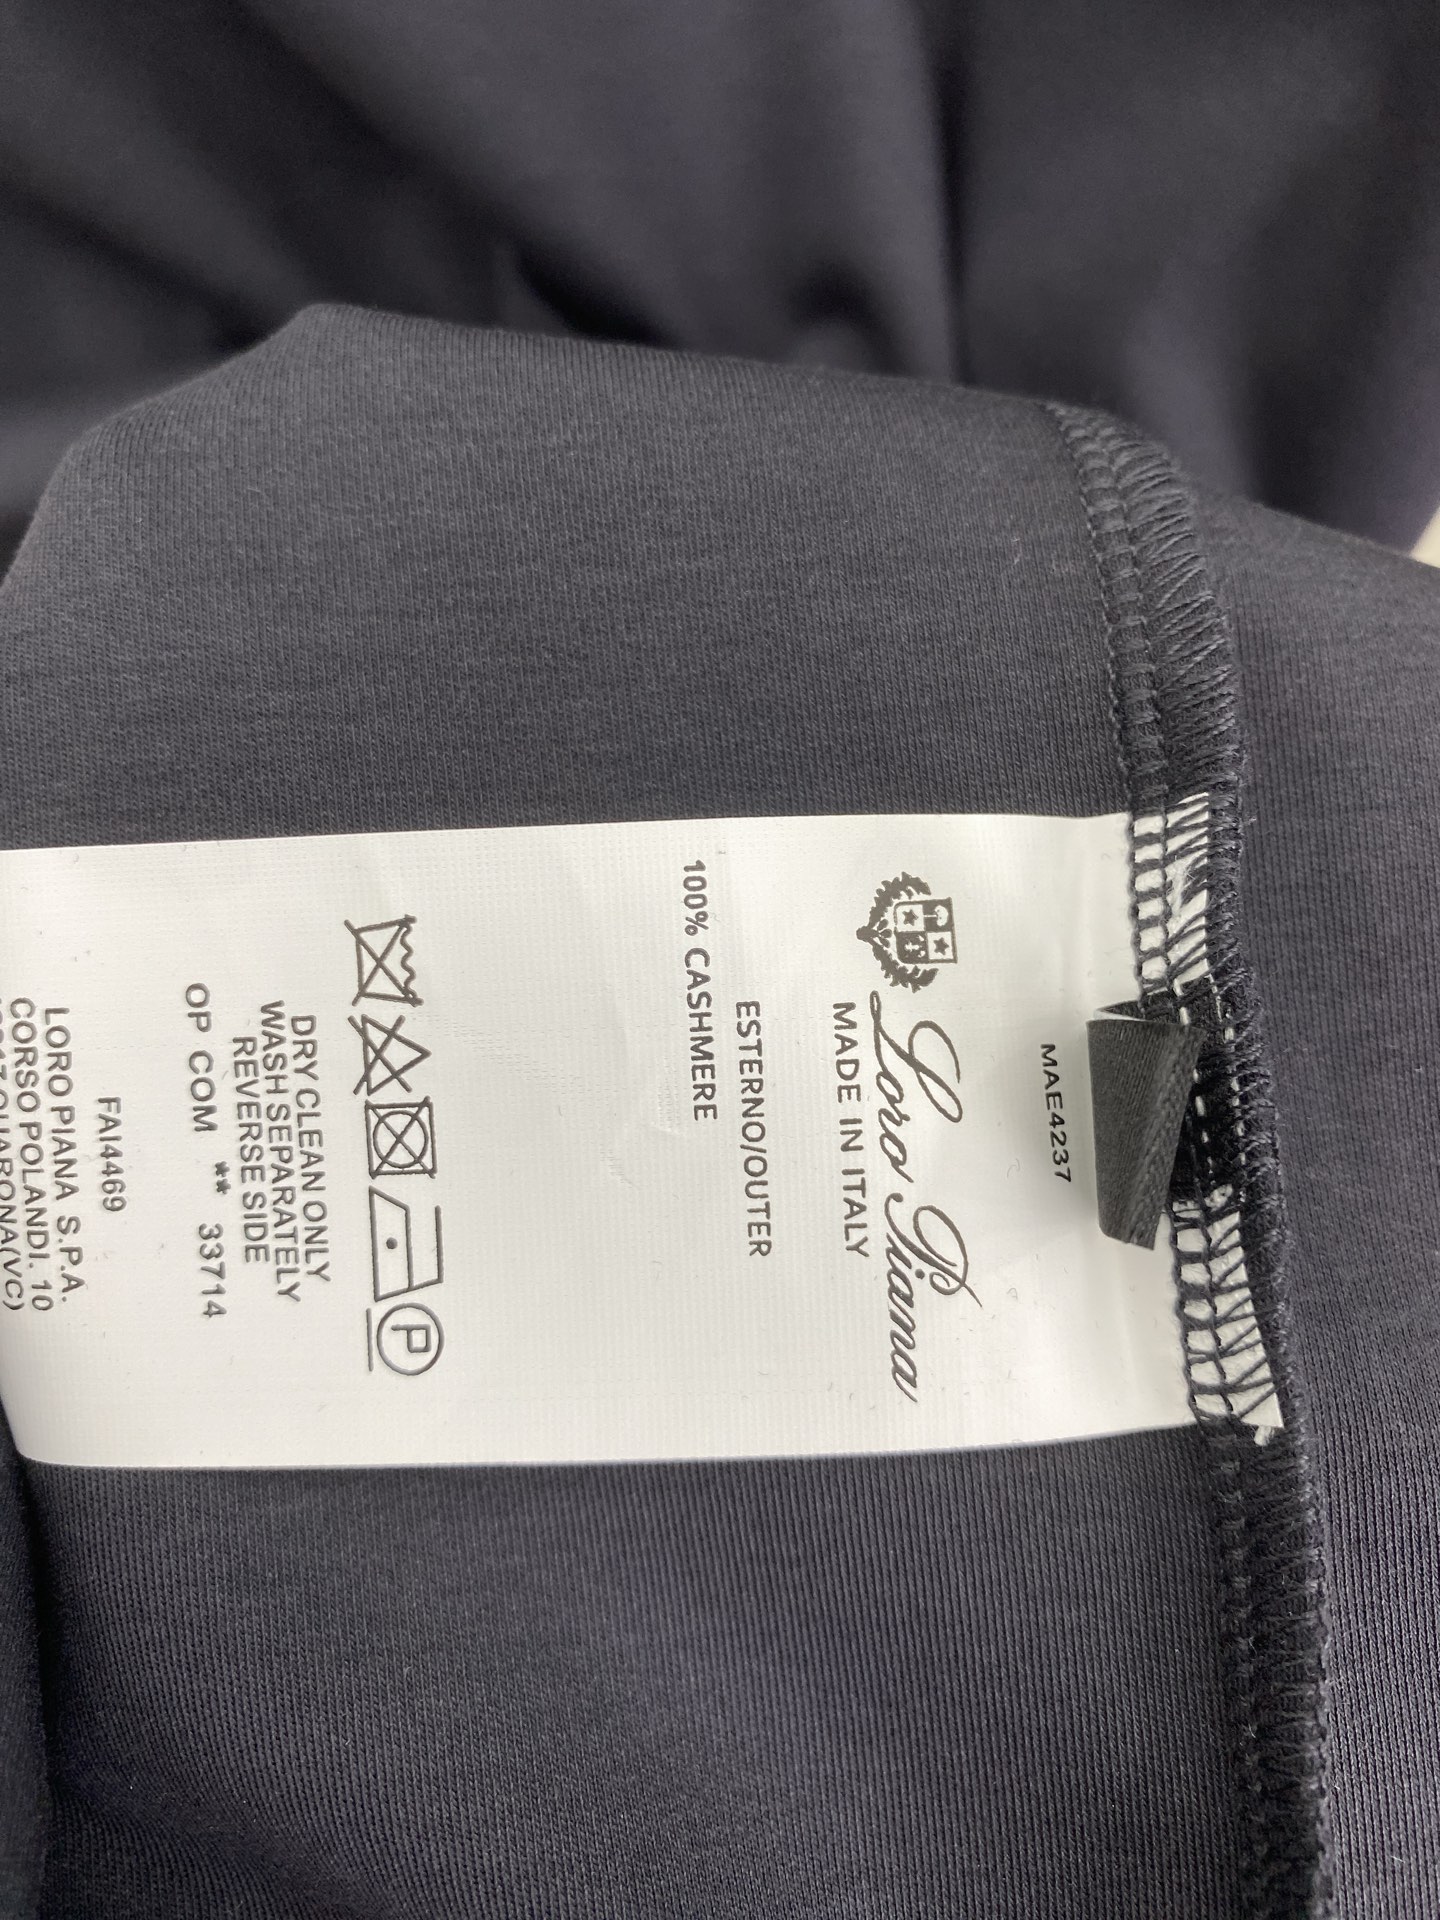 MAE4237
Loro Piana
MADE IN ITALY
ESTERNO/OUTER
100% CASHMERE
P
DRY CLEAN ONLY
WASH SEPARATELY
REVERSE SIDE
OP COM ** 33714
FAI4469
LORO PIANA S.P.A.
CORSO POLANDI. 10